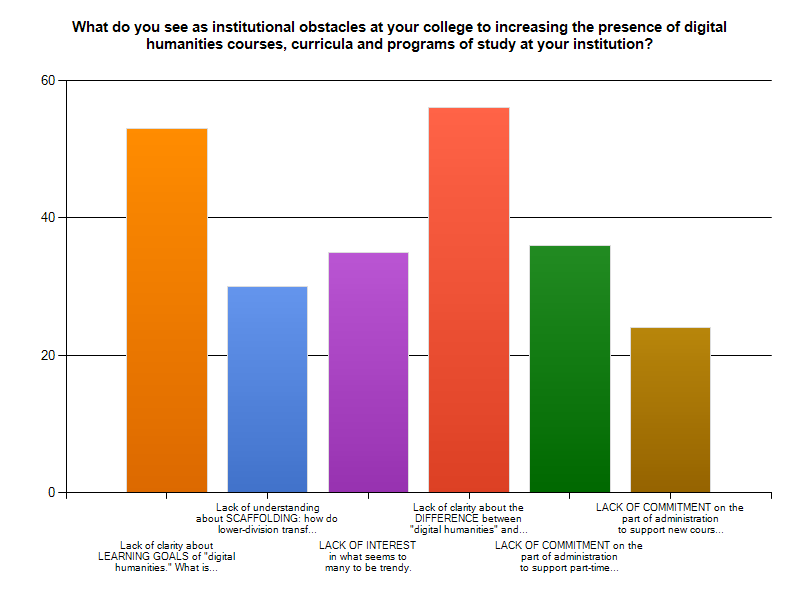 What do you see as institutional obstacles at your college to increasing the presence of digital
humanities courses, curricula and programs of study at your institution?
60
40
20
0
Lack of clarity about
LEARNING GOALS of "digital
humanities." What is...
Lack of understanding
about SCAFFOLDING: how do
lower-division transf...
LACK OF INTEREST
in what seems to
many to be trendy.
Lack of clarity about the
DIFFERENCE between
"digital humanities" and...
LACK OF COMMITMENT on the
part of administration
to support part-time...
LACK OF COMMITMENT on the
part of administration
to support new cours...